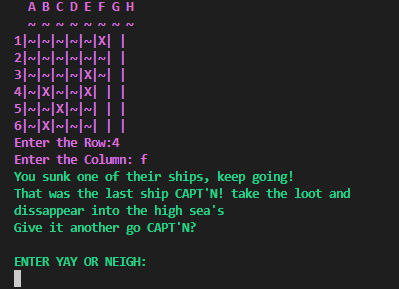 A B C D E F G H
~ ~ ~ ~ ~ ~ ~ ~
1|~|~|~|~|~|X| |
2|~|~|~|~|~| | |
3|~|~|~|~|X| | |
4|~|X|~|~|X| | |
5|~|~|X|~|~| | |
6|~|X|~|~|~| | |
Enter the Row:4
Enter the Column: f
You sunk one of their ships, keep going!
That was the last ship CAPT'N! take the loot and
dissappear into the high sea's
Give it another go CAPT'N?
ENTER YAY OR NEIGH: